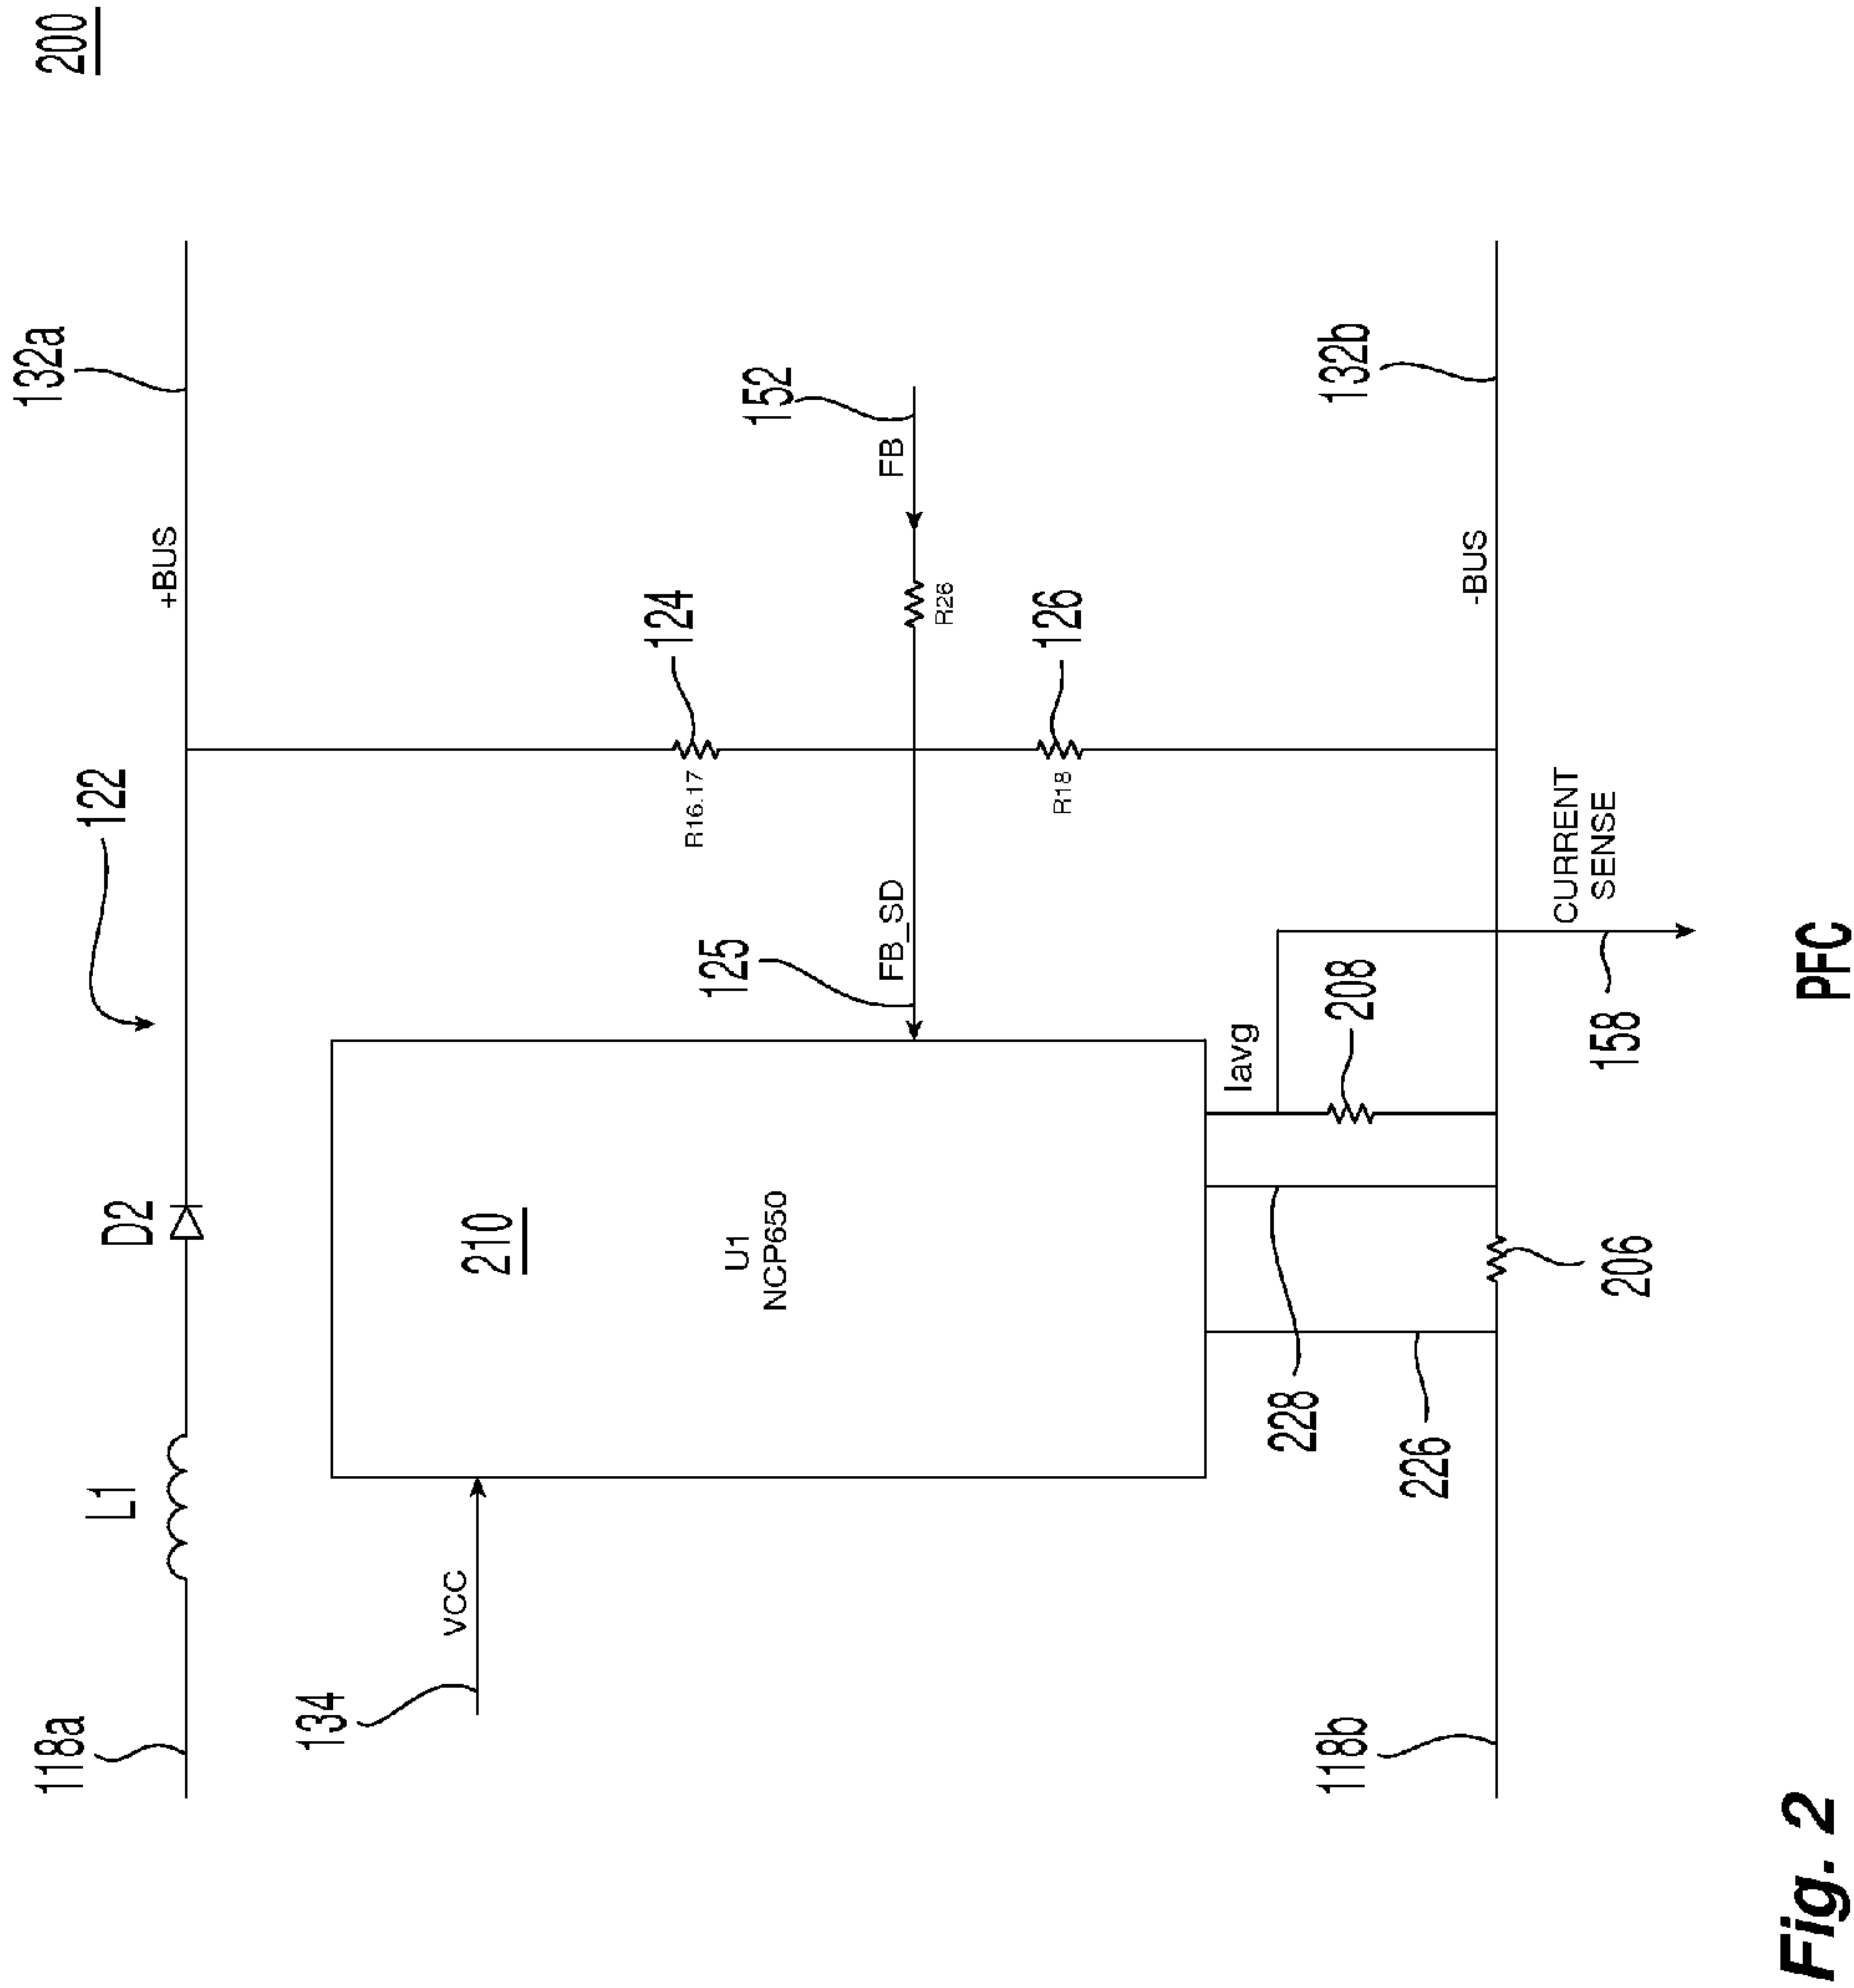 200
122
132a
118a
L1
D2
+BUS
134
VCC
210
U1
NCP650
125
FB_SD
124
R16.17
152
FB
R26
126
R18
Iavg
228
226
208
206
118b
132b
-BUS
CURRENT
SENSE
158
PFC
Fig. 2